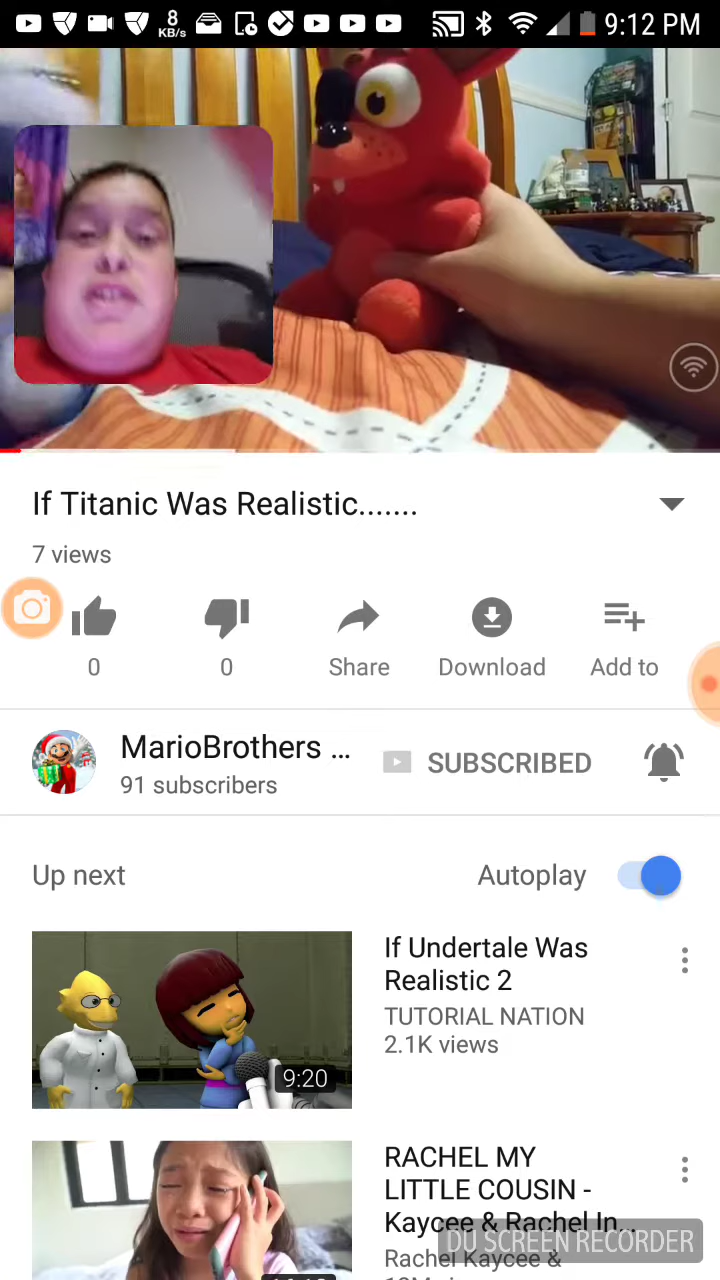 8
KB/s
9:12 PM
If Titanic Was Realistic.......
7 views
0
0
Share
Download
Add to
MarioBrothers ...
91 subscribers
SUBSCRIBED
Up next
Autoplay
If Undertale Was
Realistic 2
TUTORIAL NATION
2.1K views
9:20
RACHEL MY
LITTLE COUSIN -
Kaycee & Rachel In...
Rachel Kaycee &
DU SCREEN RECORDER